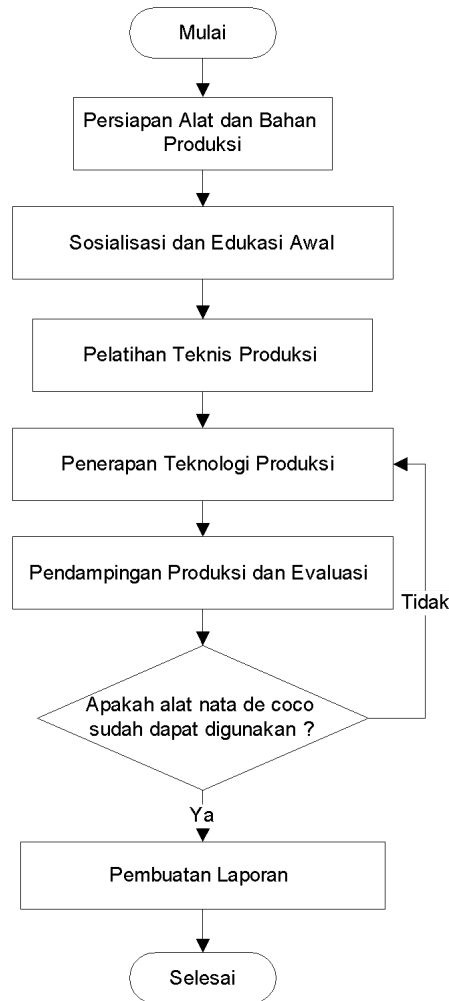 Mulai
Persiapan Alat dan Bahan
Produksi
Sosialisasi dan Edukasi Awal
Pelatihan Teknis Produksi
Penerapan Teknologi Produksi
Pendampingan Produksi dan Evaluasi
Tidak
Apakah alat nata de coco
sudah dapat digunakan ?
Ya
Pembuatan Laporan
Selesai